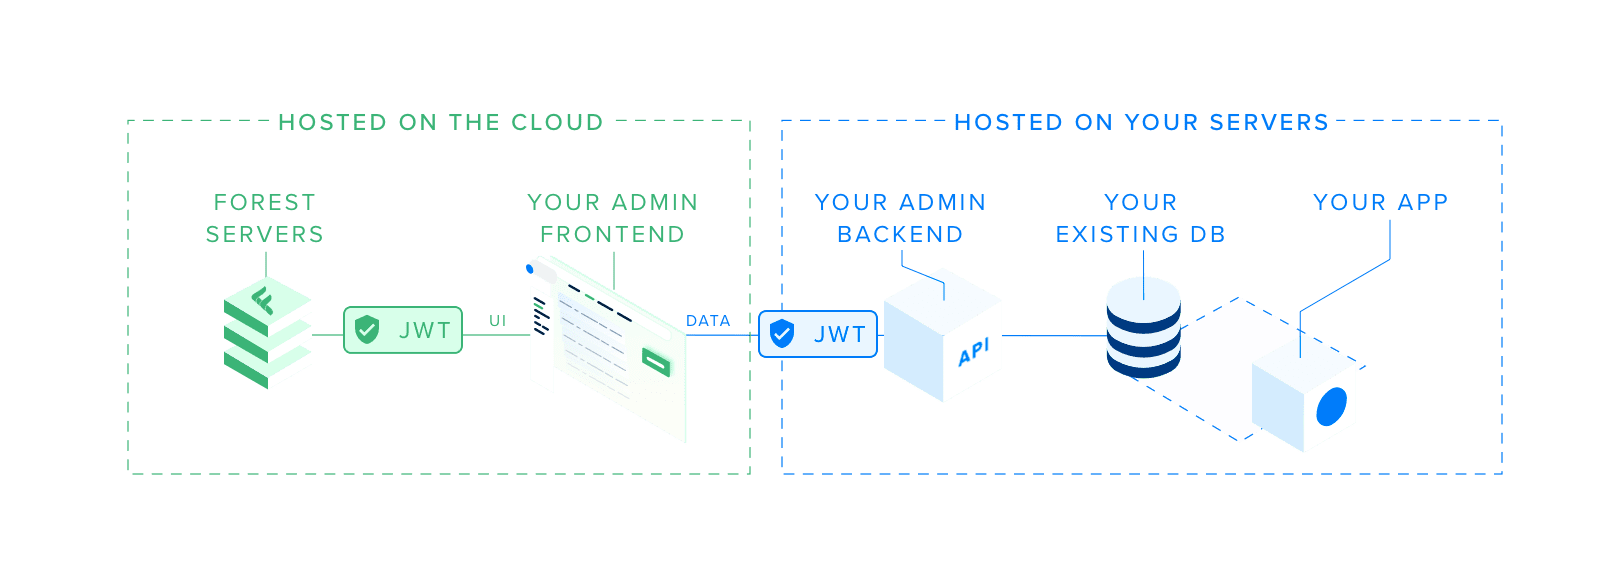 HOSTED ON THE CLOUD
HOSTED ON YOUR SERVERS
FOREST
SERVERS
YOUR ADMIN
FRONTEND
YOUR ADMIN
BACKEND
YOUR
EXISTING DB
YOUR APP
JWT
UI
DATA
JWT
API